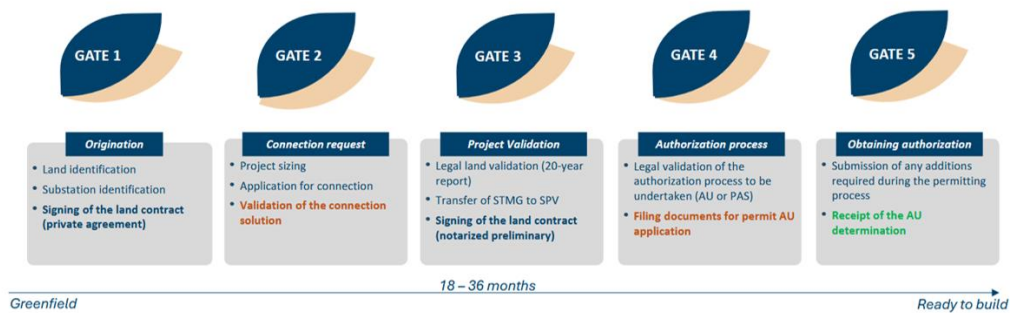 GATE 1
GATE 2
GATE 3
GATE 4
GATE 5
Origination
• Land identification
• Substation identification
• Signing of the land contract
(private agreement)
Connection request
• Project sizing
• Application for connection
• Validation of the connection
solution
Project Validation
• Legal land validation (20-year
report)
• Transfer of STMG to SPV
• Signing of the land contract
(notarized preliminary)
Authorization process
• Legal validation of the
authorization process to be
undertaken (AU or PAS)
• Filing documents for permit AU
application
Obtaining authorization
• Submission of any additions
required during the permitting
process
• Receipt of the AU
determination
18 – 36 months
Greenfield
Ready to build